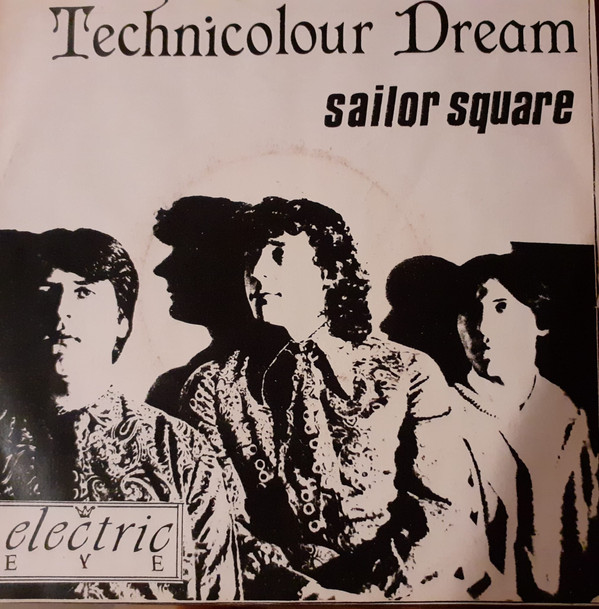 Technicolour Dream
sailor square
electric
EYE